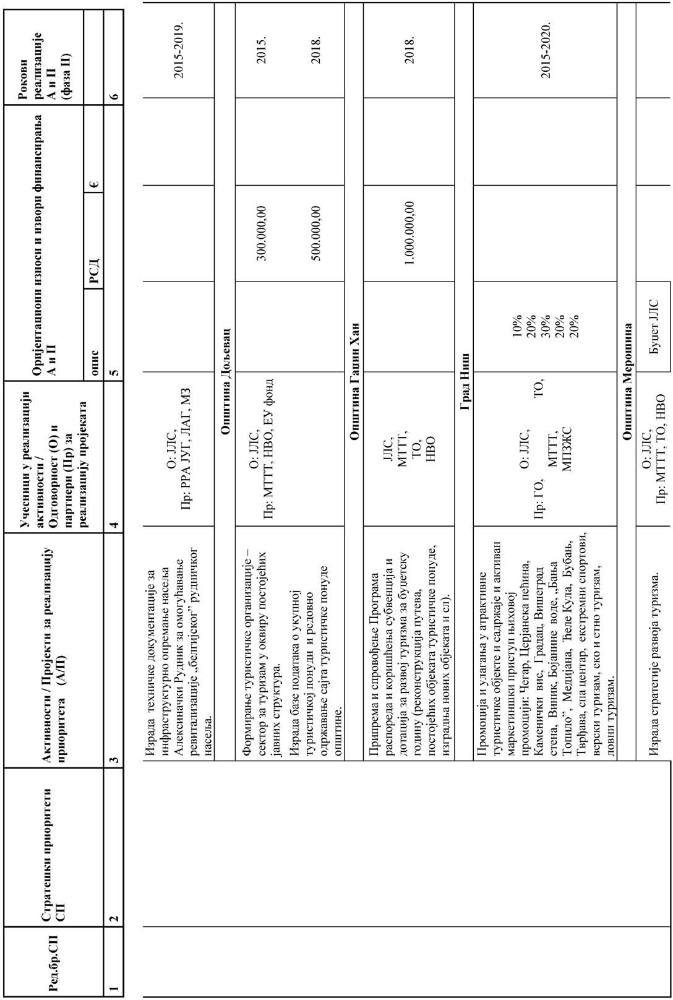 Ред.бр.СП
Стратешки приоритети
СП
Активности / Пројекти за реализацију
приоритета (А/П)
Учесници у реализацији
активности /
Одговорност (О) и
партнери (Пр) за
реализацију пројеката
Оријентациони износи и извори финансирања
А и П
опис
РСД
€
Рокови
реализације
А и П
(фаза II)
1
2
3
4
5
6
Израда техничке документације за
инфраструктурно опремање насеља
Алексиначки Рудник за омогућавање
ревитализације „белгијског” рудничког
насеља.
О: ЈЛС,
Пр: РРА ЈУГ, ЛАГ, МЗ
2015-2019.
Општина Дољевац
Формирање туристичке организације –
сектор за туризам у оквиру постојећих
јавних структура.
О: ЈЛС,
Пр: МТТТ, НВО, ЕУ фонд
300.000,00
2015.
Израда базе података о укупној
туристичкој понуди и редовно
одржавање сајта туристичке понуде
општине.
500.000,00
2018.
Општина Гаџин Хан
Припрема и спровођење Програма
распореда и коришћења субвенција и
дотација за развој туризма за буџетску
годину (реконструкција путева,
постојећих објеката туристичке понуде,
изградња нових објеката и сл).
ЈЛС,
МТТТ,
ТО,
НВО
1.000.000,00
2018.
Град Ниш
Промоција и улагања у атрактивне
туристичке објекте и садржаје и активан
маркетиншки приступ њиховој
промоцији: Чегар, Церјанска пећина,
Каменички вис, Градац, Вишеград
стена, Виник, Бојанине воде, „Бања
Топило”, Медијана, Ћеле Кула, Бубањ,
Тврђава, спа центар, екстремни спортови,
верски туризам, еко и етно туризам,
ловни туризам.
О: ЈЛС,
Пр: ГО, ТО,
МТТТ,
МПЗЖС
10%
20%
30%
20%
20%
2015-2020.
Општина Мерошина
Израда стратегије развоја туризма.
О: ЈЛС,
Пр: МТТТ, ТО, НВО
Буџет ЈЛС